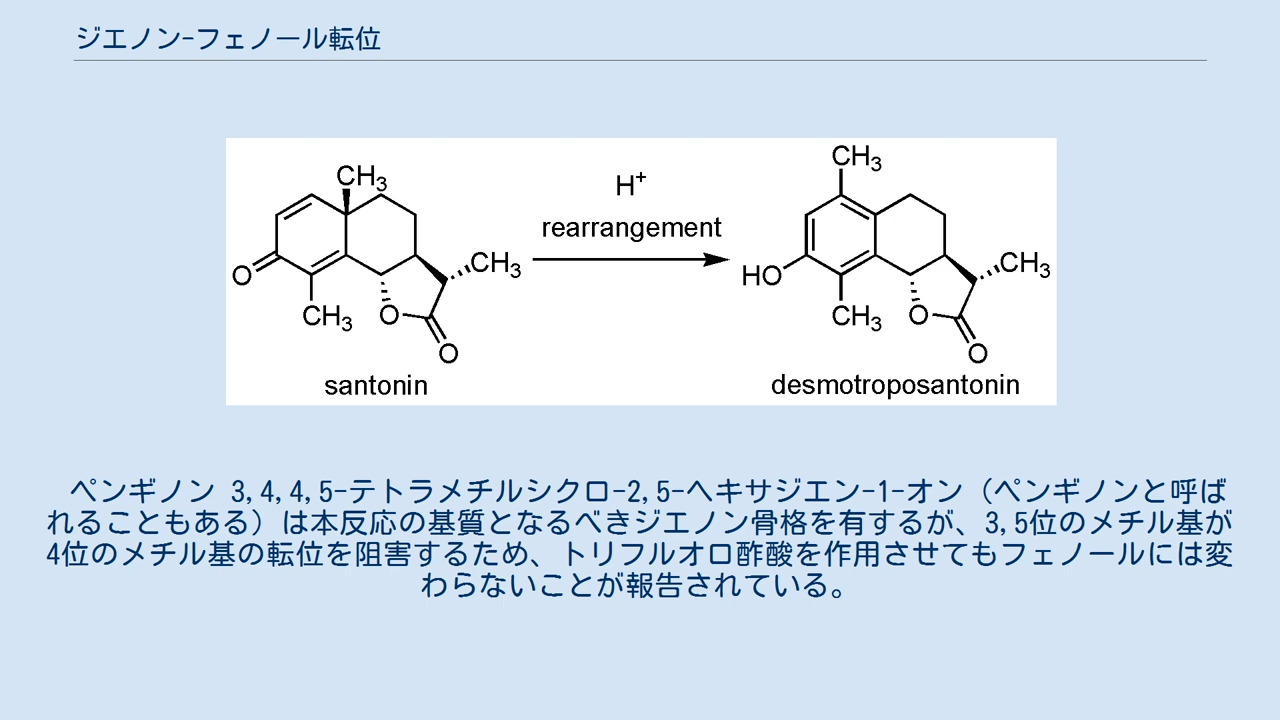 ジエノン-フェノール転位
CH3
CH3
H+
rearrangement
CH3
CH3
O
HO
CH3
O
CH3
O
O
O
santonin
desmotroposantonin
ペンギノン 3,4,4,5-テトラメチルシクロ-2,5-ヘキサジエン-1-オン（ペンギノンと呼ば
れることもある）は本反応の基質となるべきジエノン骨格を有するが、3,5位のメチル基が
4位のメチル基の転位を阻害するため、トリフルオロ酢酸を作用させてもフェノールには変
わらないことが報告されている。